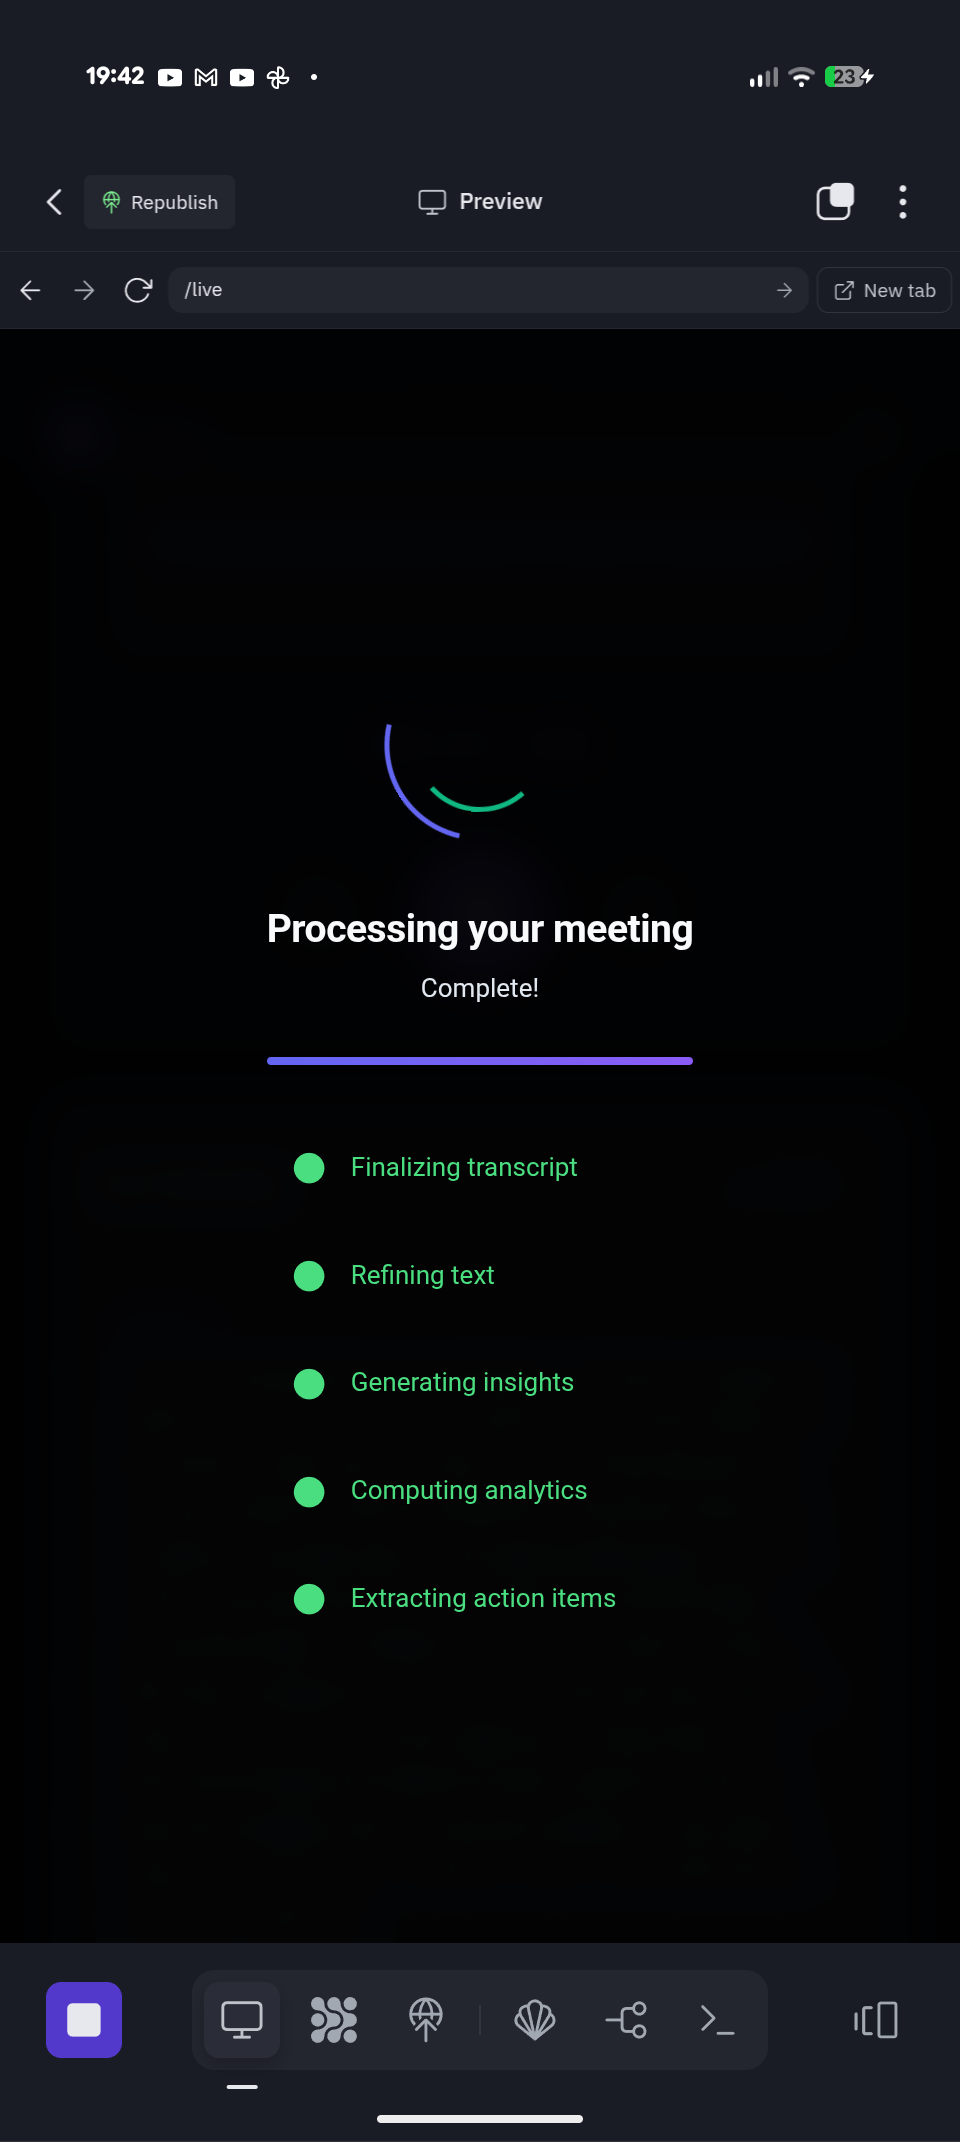 19:42
23
Republish
Preview
/live
New tab
Processing your meeting
Complete!
Finalizing transcript
Refining text
Generating insights
Computing analytics
Extracting action items